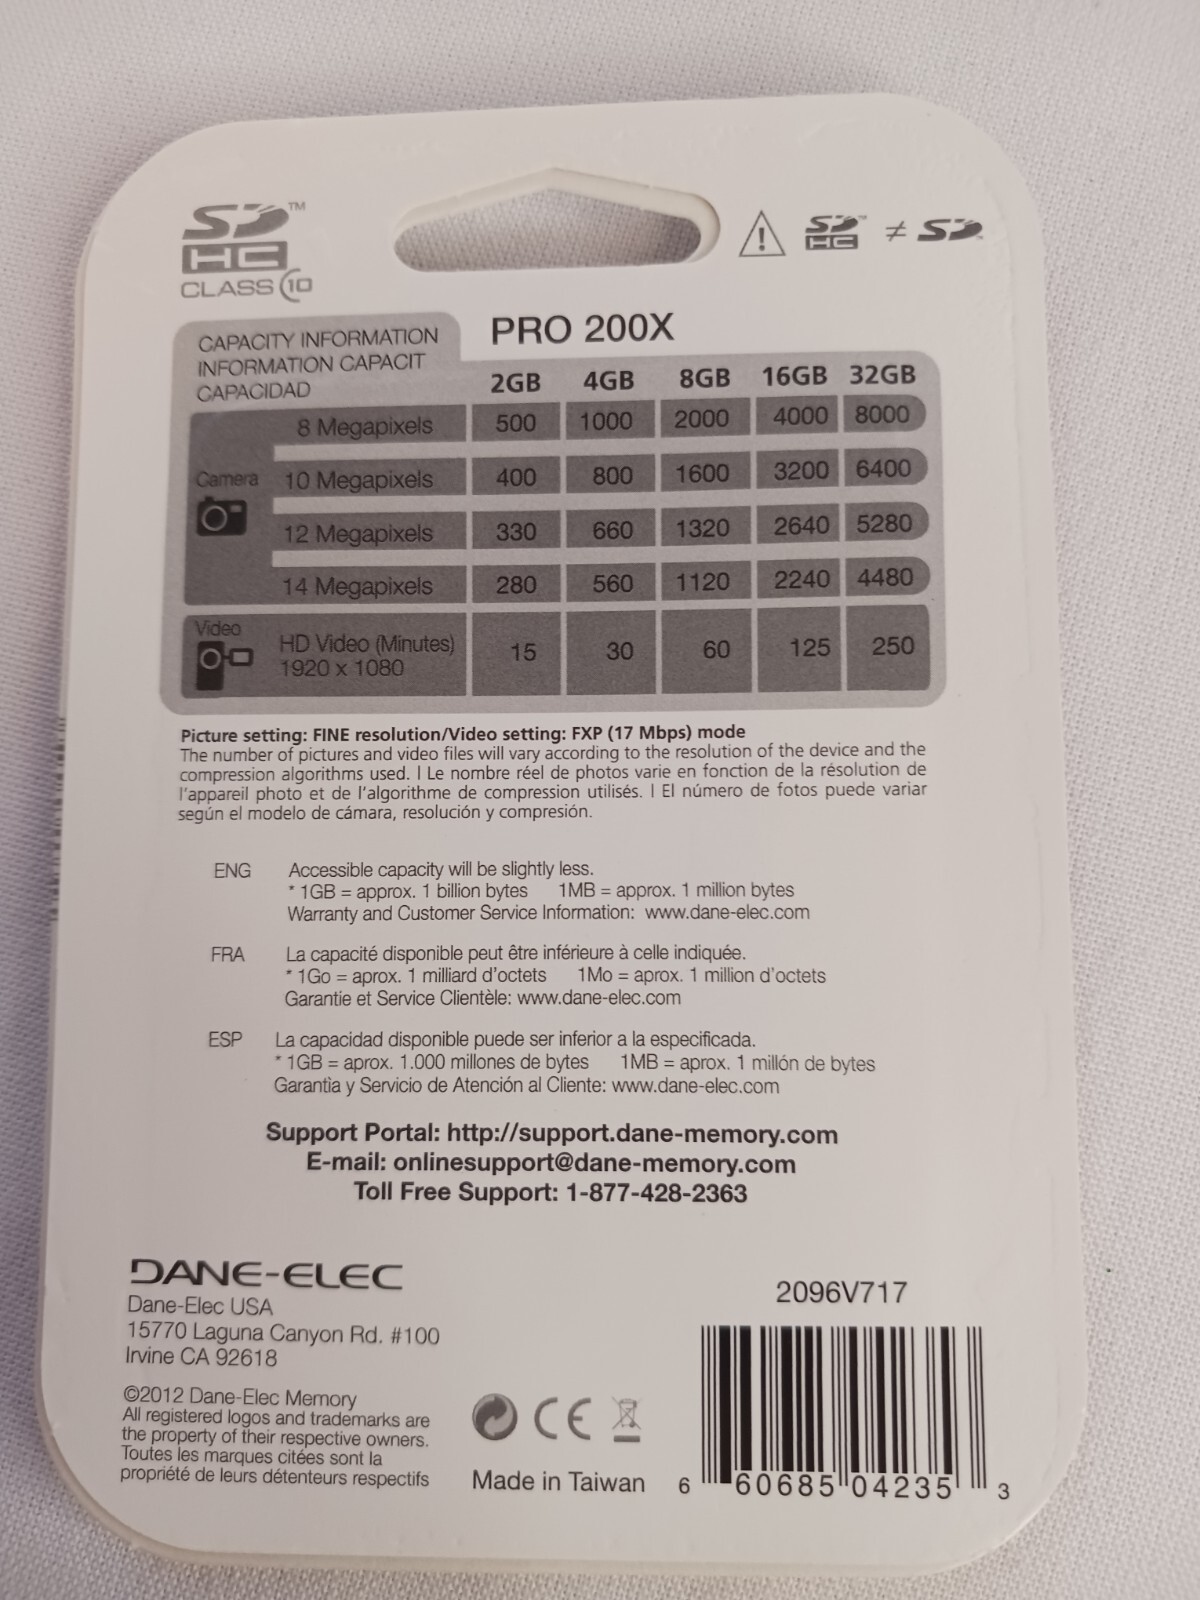 SD™
HC
CLASS 10
SD™
HC
≠
SD™
CAPACITY INFORMATION
INFORMATION CAPACIT
CAPACIDAD
PRO 200X
2GB 4GB 8GB 16GB 32GB
8 Megapixels 500 1000 2000 4000 8000
Camera
10 Megapixels 400 800 1600 3200 6400
12 Megapixels 330 660 1320 2640 5280
14 Megapixels 280 560 1120 2240 4480
Video
HD Video (Minutes)
1920 x 1080
15 30 60 125 250
Picture setting: FINE resolution/Video setting: FXP (17 Mbps) mode
The number of pictures and video files will vary according to the resolution of the device and the
compression algorithms used. I Le nombre réel de photos varie en fonction de la résolution de
l'appareil photo et de l'algorithme de compression utilisés. I El número de fotos puede variar
según el modelo de cámara, resolución y compresión.
ENG Accessible capacity will be slightly less.
* 1GB = approx. 1 billion bytes 1MB = approx. 1 million bytes
Warranty and Customer Service Information: www.dane-elec.com
FRA La capacité disponible peut être inférieure à celle indiquée.
* 1Go = aprox. 1 milliard d'octets 1Mo = aprox. 1 million d'octets
Garantie et Service Clientèle: www.dane-elec.com
ESP La capacidad disponible puede ser inferior a la especificada.
* 1GB = aprox. 1.000 millones de bytes 1MB = aprox. 1 millón de bytes
Garantìa y Servicio de Atención al Cliente: www.dane-elec.com
Support Portal: http://support.dane-memory.com
E-mail: onlinesupport@dane-memory.com
Toll Free Support: 1-877-428-2363
DANE-ELEC
Dane-Elec USA
15770 Laguna Canyon Rd. #100
Irvine CA 92618
©2012 Dane-Elec Memory
All registered logos and trademarks are
the property of their respective owners.
Toutes les marques citées sont la
propriété de leurs détenteurs respectifs
CE
Made in Taiwan
2096V717
6 60685 04235 3